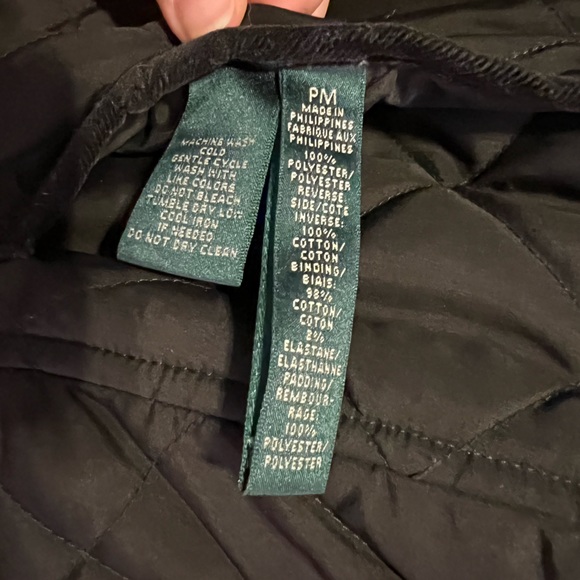 MACHINE WASH
COLD
GENTLE CYCLE
WASH WITH
LIKE COLORS
DO NOT BLEACH
TUMBLE DRY LOW
COOL IRON
IF NEEDED
DO NOT DRY CLEAN
PM
MADE IN
PHILIPPINES
FABRIQUE AUX
PHILIPPINES
100%
POLYESTER/
POLYESTER
REVERSE
SIDE/COTE
INVERSE:
100%
COTTON/
COTON
BINDING/
BIAIS:
98%
COTTON/
COTON
2%
ELASTANE/
ELASTHANNE
PADDING/
REMBOUR-
RAGE:
100%
POLYESTER/
POLYESTER